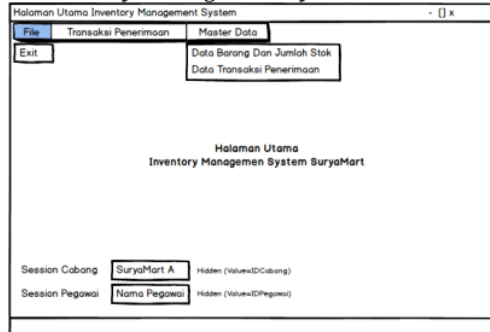 Halaman Utama Inventory Management System - [] x
File Transaksi Penerimaan Master Data
Exit
Data Barang Dan Jumlah Stok
Data Transaksi Penerimaan
Halaman Utama
Inventory Managemen System SuryaMart
Session Cabang SuryaMart A Hidden (Value=IDCabang)
Session Pegawai Nama Pegawai Hidden (Value=IDPegawai)